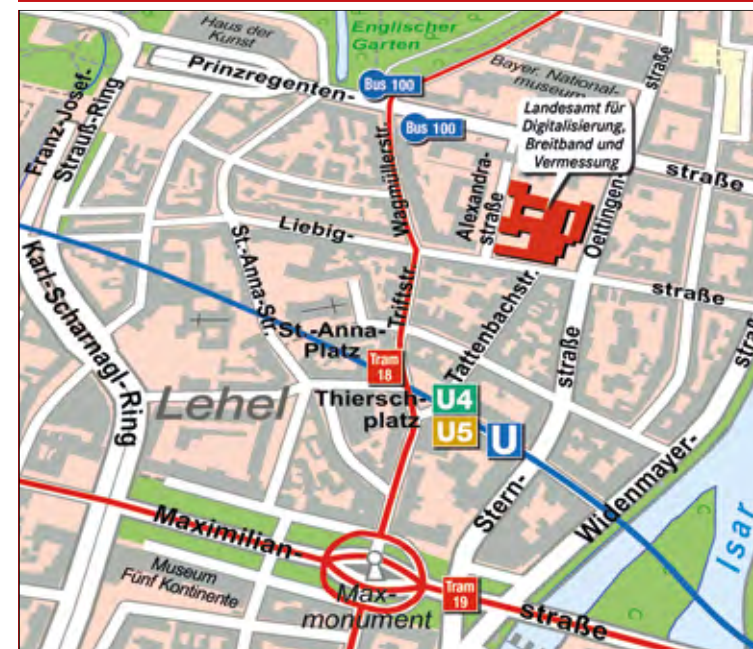 Haus der
Kunst
Englischer
Garten
Prinzregenten-
Bus 100
Bus 100
Bayer. National-
museum
straße
Landesamt für
Digitalisierung,
Breitband und
Vermessung
straße
Franz-Josef-
Strauß-Ring
Wagmüllerstr.
Alexandra-
straße
Oettingen-
Liebig-
straße
St.-Anna-Str.
Karl-Scharnagl-Ring
St.-Anna-
Platz
Triftstr.
Tattenbachstr.
straße
Tram
18
Lehel
Thiersch-
platz
U4
U5
U
Stern-
Widenmayer-
stra
Isar
Maximilian-
Museum
Fünf Kontinente
Max-
monument
Tram
19
straße